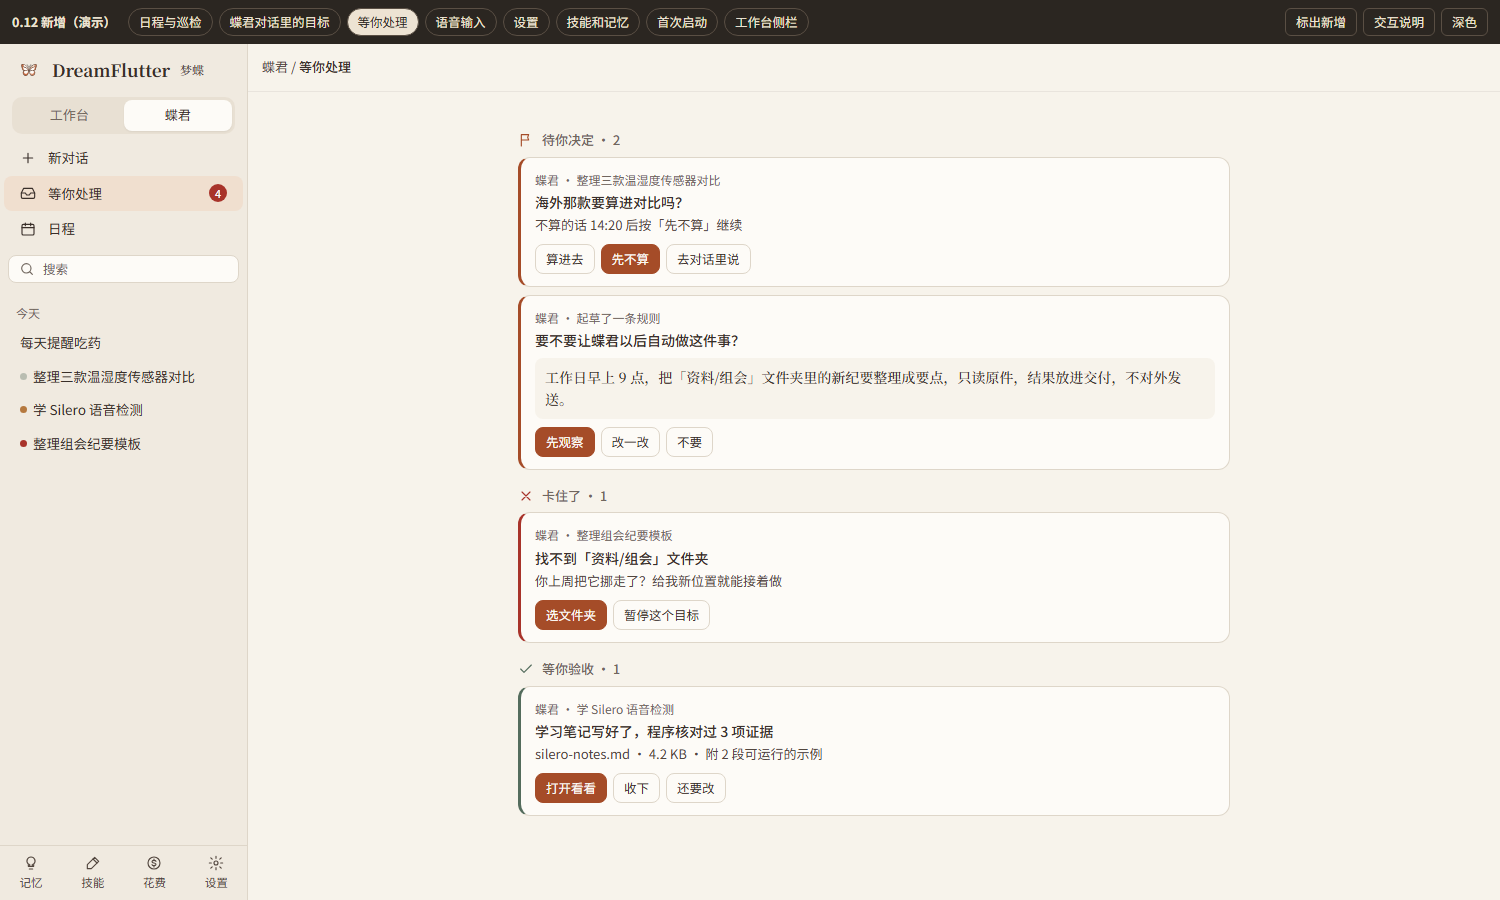 0.12 新增（演示）
日程与巡检
蝶君对话里的目标
等你处理
语音输入
设置
技能和记忆
首次启动
工作台侧栏
标出新增
交互说明
深色
DreamFlutter 梦蝶
工作台
蝶君
新对话
等你处理
4
日程
搜索
今天
每天提醒吃药
整理三款温湿度传感器对比
学 Silero 语音检测
整理组会纪要模板
记忆
技能
花费
设置
蝶君 / 等你处理
待你决定 · 2
蝶君 · 整理三款温湿度传感器对比
海外那款要算进对比吗？
不算的话 14:20 后按「先不算」继续
算进去
先不算
去对话里说
蝶君 · 起草了一条规则
要不要让蝶君以后自动做这件事？
工作日早上 9 点，把「资料/组会」文件夹里的新纪要整理成要点，只读原件，结果放进交付，不对外发
送。
先观察
改一改
不要
卡住了 · 1
蝶君 · 整理组会纪要模板
找不到「资料/组会」文件夹
你上周把它挪走了？给我新位置就能接着做
选文件夹
暂停这个目标
等你验收 · 1
蝶君 · 学 Silero 语音检测
学习笔记写好了，程序核对过 3 项证据
silero-notes.md · 4.2 KB · 附 2 段可运行的示例
打开看看
收下
还要改